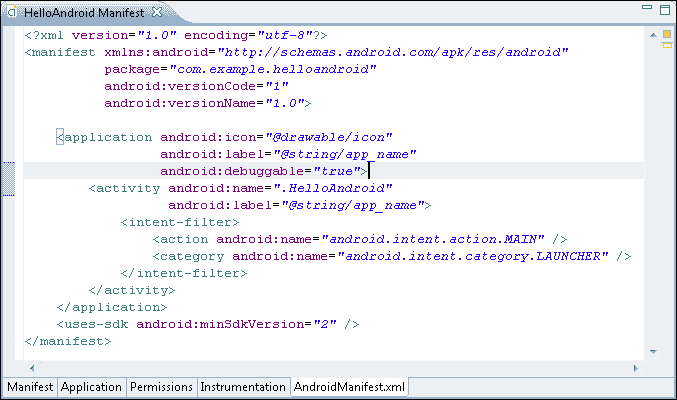 HelloAndroid Manifest
<?xml version="1.0" encoding="utf-8"?>
<manifest xmlns:android="http://schemas.android.com/apk/res/android"
package="com.example.helloandroid"
android:versionCode="1"
android:versionName="1.0">
<application android:icon="@drawable/icon"
android:label="@string/app_name"
android:debuggable="true">
<activity android:name=".HelloAndroid"
android:label="@string/app_name">
<intent-filter>
<action android:name="android.intent.action.MAIN" />
<category android:name="android.intent.category.LAUNCHER" />
</intent-filter>
</activity>
</application>
<uses-sdk android:minSdkVersion="2" />
</manifest>
Manifest Application Permissions Instrumentation AndroidManifest.xml